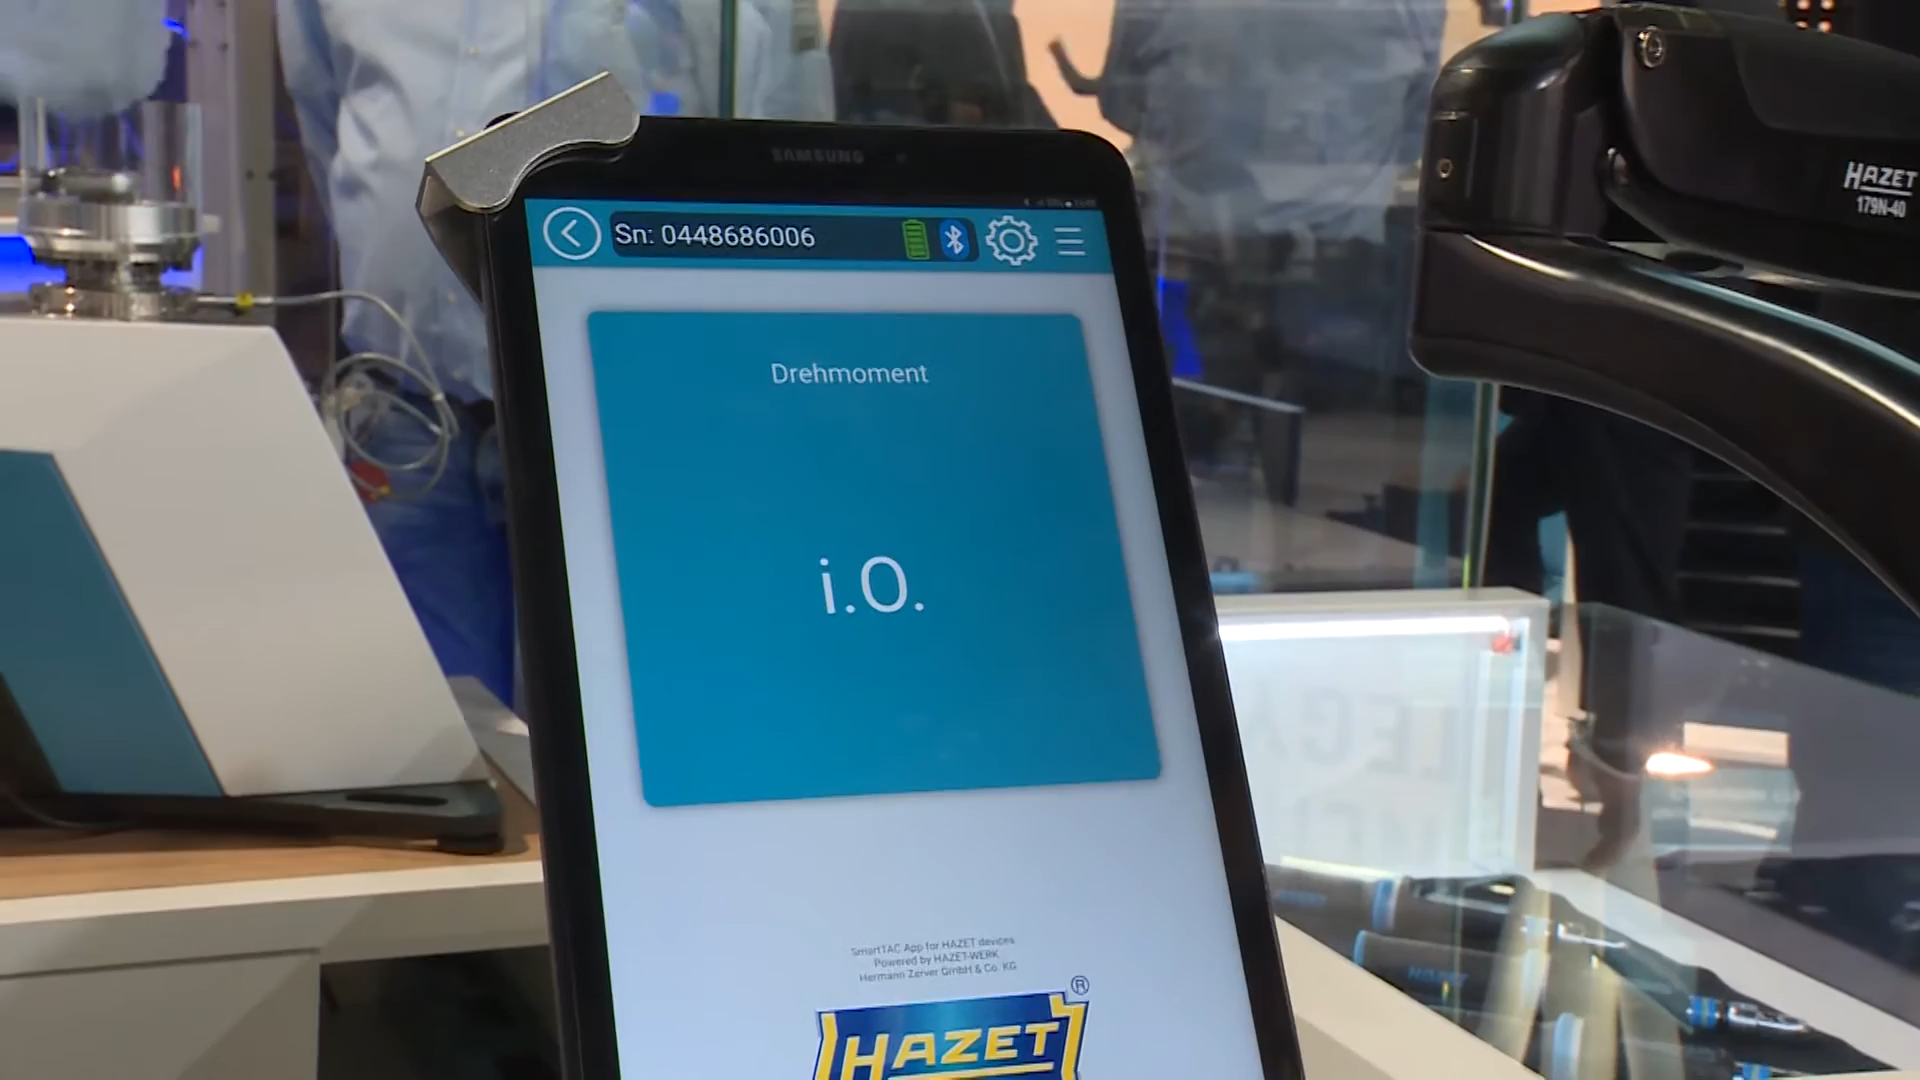 SAMSUNG
Sn: 0448686006
Drehmoment
i.O.
SmartTAC App for HAZET devices
Powered by HAZET-WERK
Hermann Zerver GmbH & Co. KG
HAZET ®
HAZET
179N-40